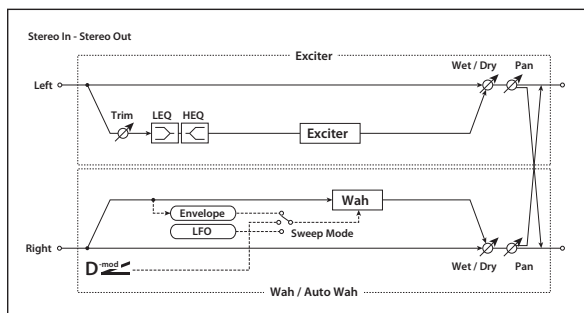 Stereo In - Stereo Out
Exciter
Wet / Dry
Pan
Left
Trim
LEQ
HEQ
Exciter
Wah
Envelope
LFO
Sweep Mode
Right
D-mod
Wet / Dry
Pan
Wah / Auto Wah